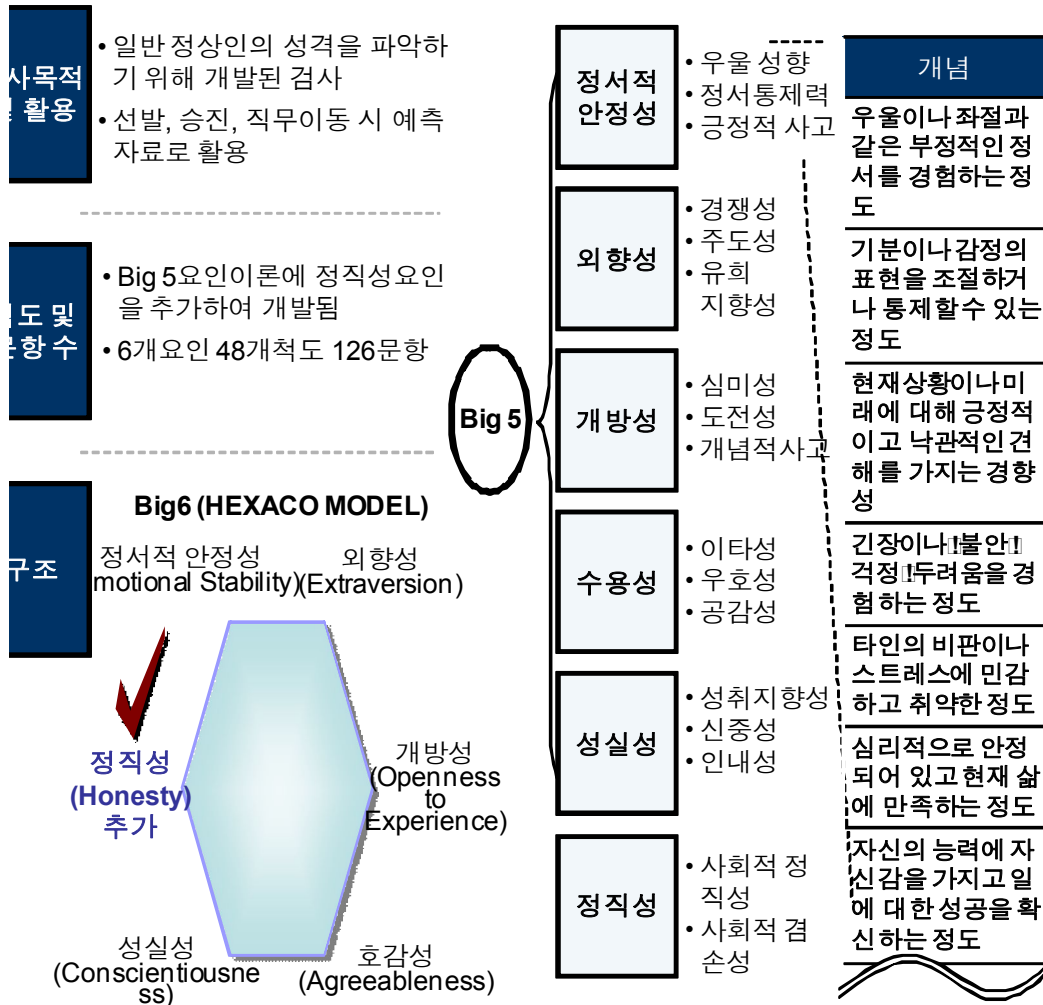 사목적
및 활용
• 일반 정상인의 성격을 파악하
기 위해 개발된 검사
• 선발, 승진, 직무이동 시 예측
자료로 활용
도 및
문항 수
• Big 5요인이론에 정직성요인
을 추가하여 개발됨
• 6개요인 48개척도 126문항
구조
Big6 (HEXACO MODEL)
정서적 안정성
motional Stability)
외향성
(Extraversion)
정직성
(Honesty)
추가
개방성
(Openness
to
Experience)
성실성
(Conscientiousne
ss)
호감성
(Agreeableness)
Big 5
정서적
안정성
• 우울 성향
• 정서통제력
• 긍정적 사고
외향성
• 경쟁성
• 주도성
• 유희
지향성
개방성
• 심미성
• 도전성
• 개념적사고
수용성
• 이타성
• 우호성
• 공감성
성실성
• 성취지향성
• 신중성
• 인내성
정직성
• 사회적 정
직성
• 사회적 겸
손성
개념
우울이나 좌절과
같은 부정적인 정
서를 경험하는 정
도
기분이나 감정의
표현을 조절하거
나 통제할수 있는
정도
현재상황이나 미
래에 대해 긍정적
이고 낙관적인 견
해를 가지는 경향
성
긴장이나 불안
걱정 두려움을 경
험하는 정도
타인의 비판이나
스트레스에 민감
하고 취약한 정도
심리적으로 안정
되어 있고 현재 삶
에 만족하는 정도
자신의 능력에 자
신감을 가지고 일
에 대한 성공을 확
신하는 정도